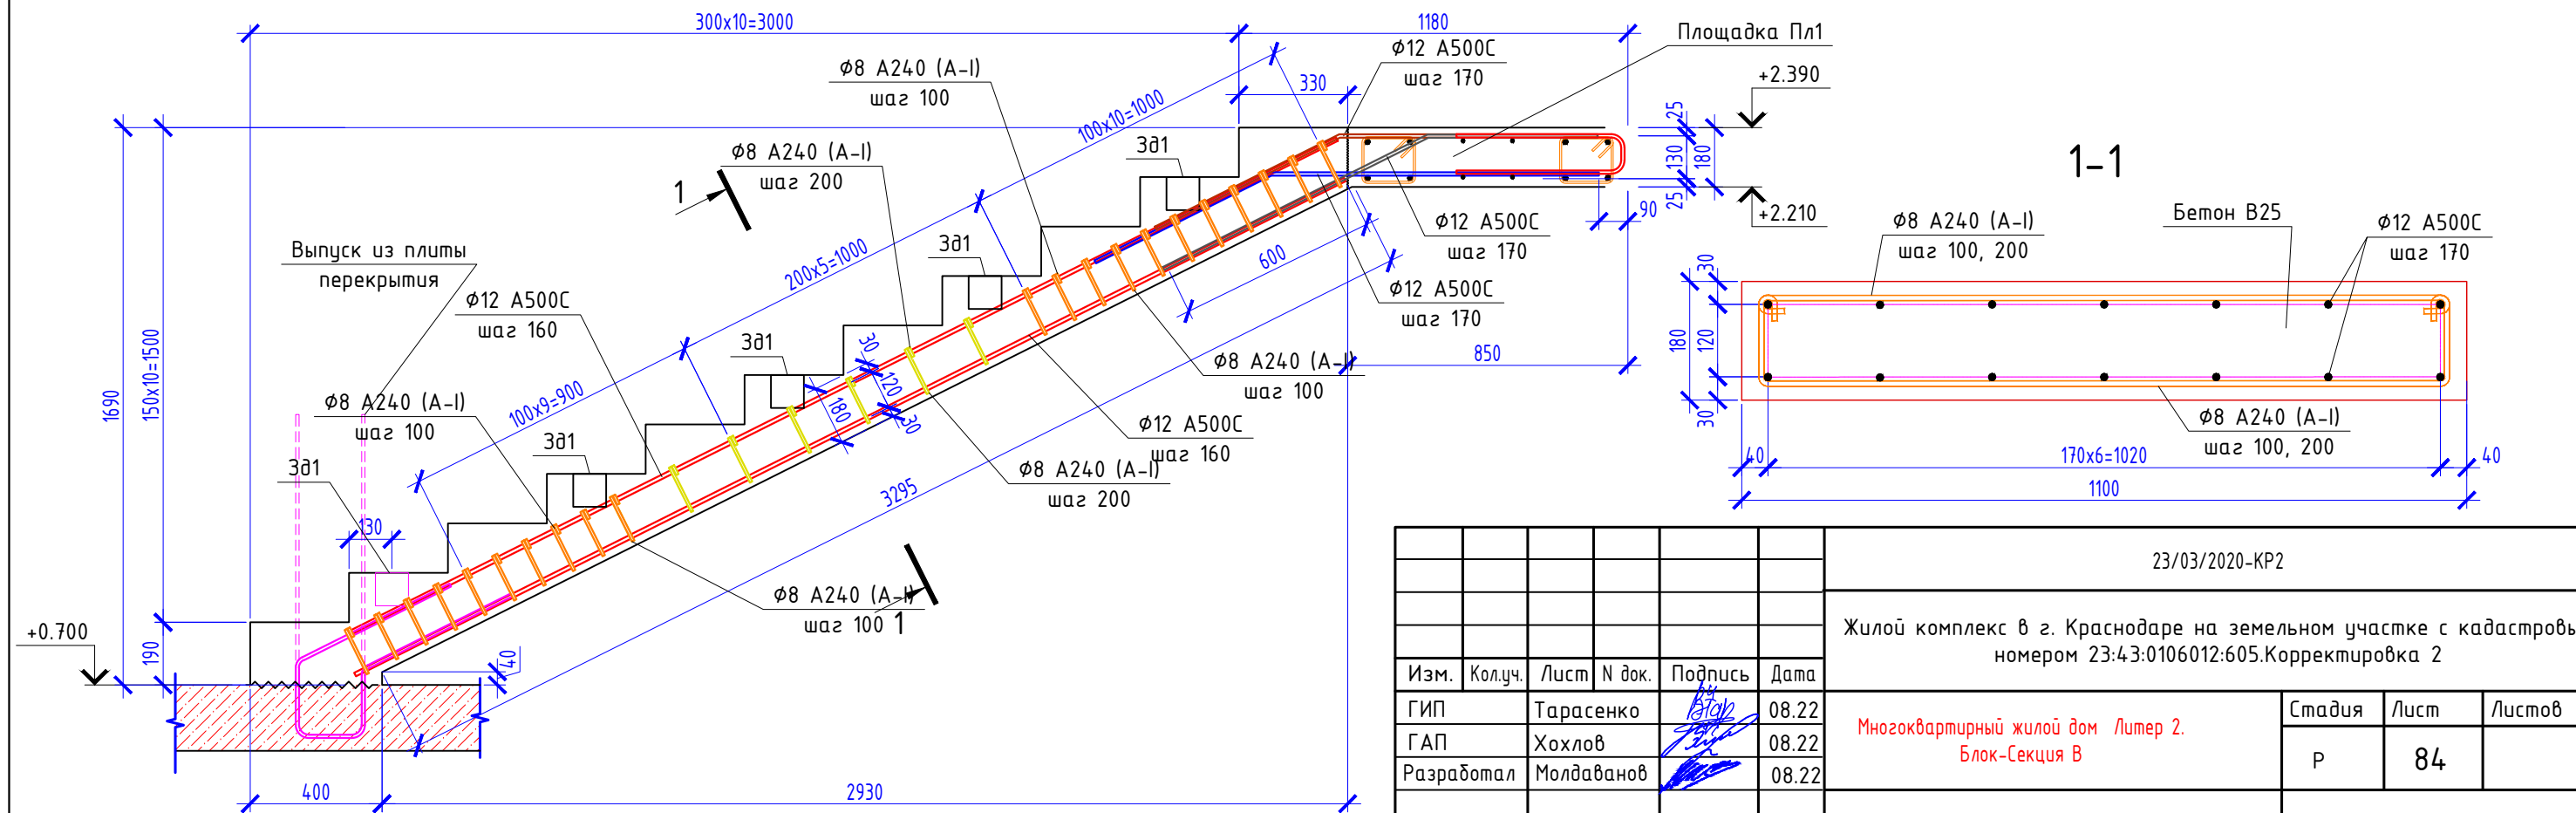 300х10=3000
1180
Площадка Пл1
ф12 А500С
шаг 170
+2.390
ф8 А240 (А-I)
шаг 100
330
100х10=1000
25
130
180
25
+2.210
90
1-1
ф8 А240 (А-I)
шаг 200
Зд1
1
ф12 А500С
шаг 170
600
ф12 А500С
шаг 170
850
Выпуск из плиты
перекрытия
200х5=1000
Зд1
ф12 А500С
шаг 160
ф8 А240 (А-I)
шаг 100, 200
Бетон В25
ф12 А500С
шаг 170
30
180
120
30
ф8 А240 (А-I)
шаг 100, 200
40
170х6=1020
40
1100
1690
150х10=1500
Зд1
30
120
180
30
ф8 А240 (А-I)
шаг 100
100х9=900
ф8 А240 (А-I)
шаг 100
ф12 А500С
шаг 160
Зд1
ф8 А240 (А-I)
шаг 200
3295
Зд1
130
ф8 А240 (А-I)
шаг 100
1
+0.700
190
40
400
2930
23/03/2020-КР2
Жилой комплекс в г. Краснодаре на земельном участке с кадастровы
номером 23:43:0106012:605.Корректировка 2
Изм.
Кол.уч.
Лист
N док.
Подпись
Дата
ГИП
Тарасенко
08.22
ГАП
Хохлов
08.22
Разработал
Молдаванов
08.22
Многоквартирный жилой дом Литер 2.
Блок-Секция В
Стадия
Лист
Листов
Р
84